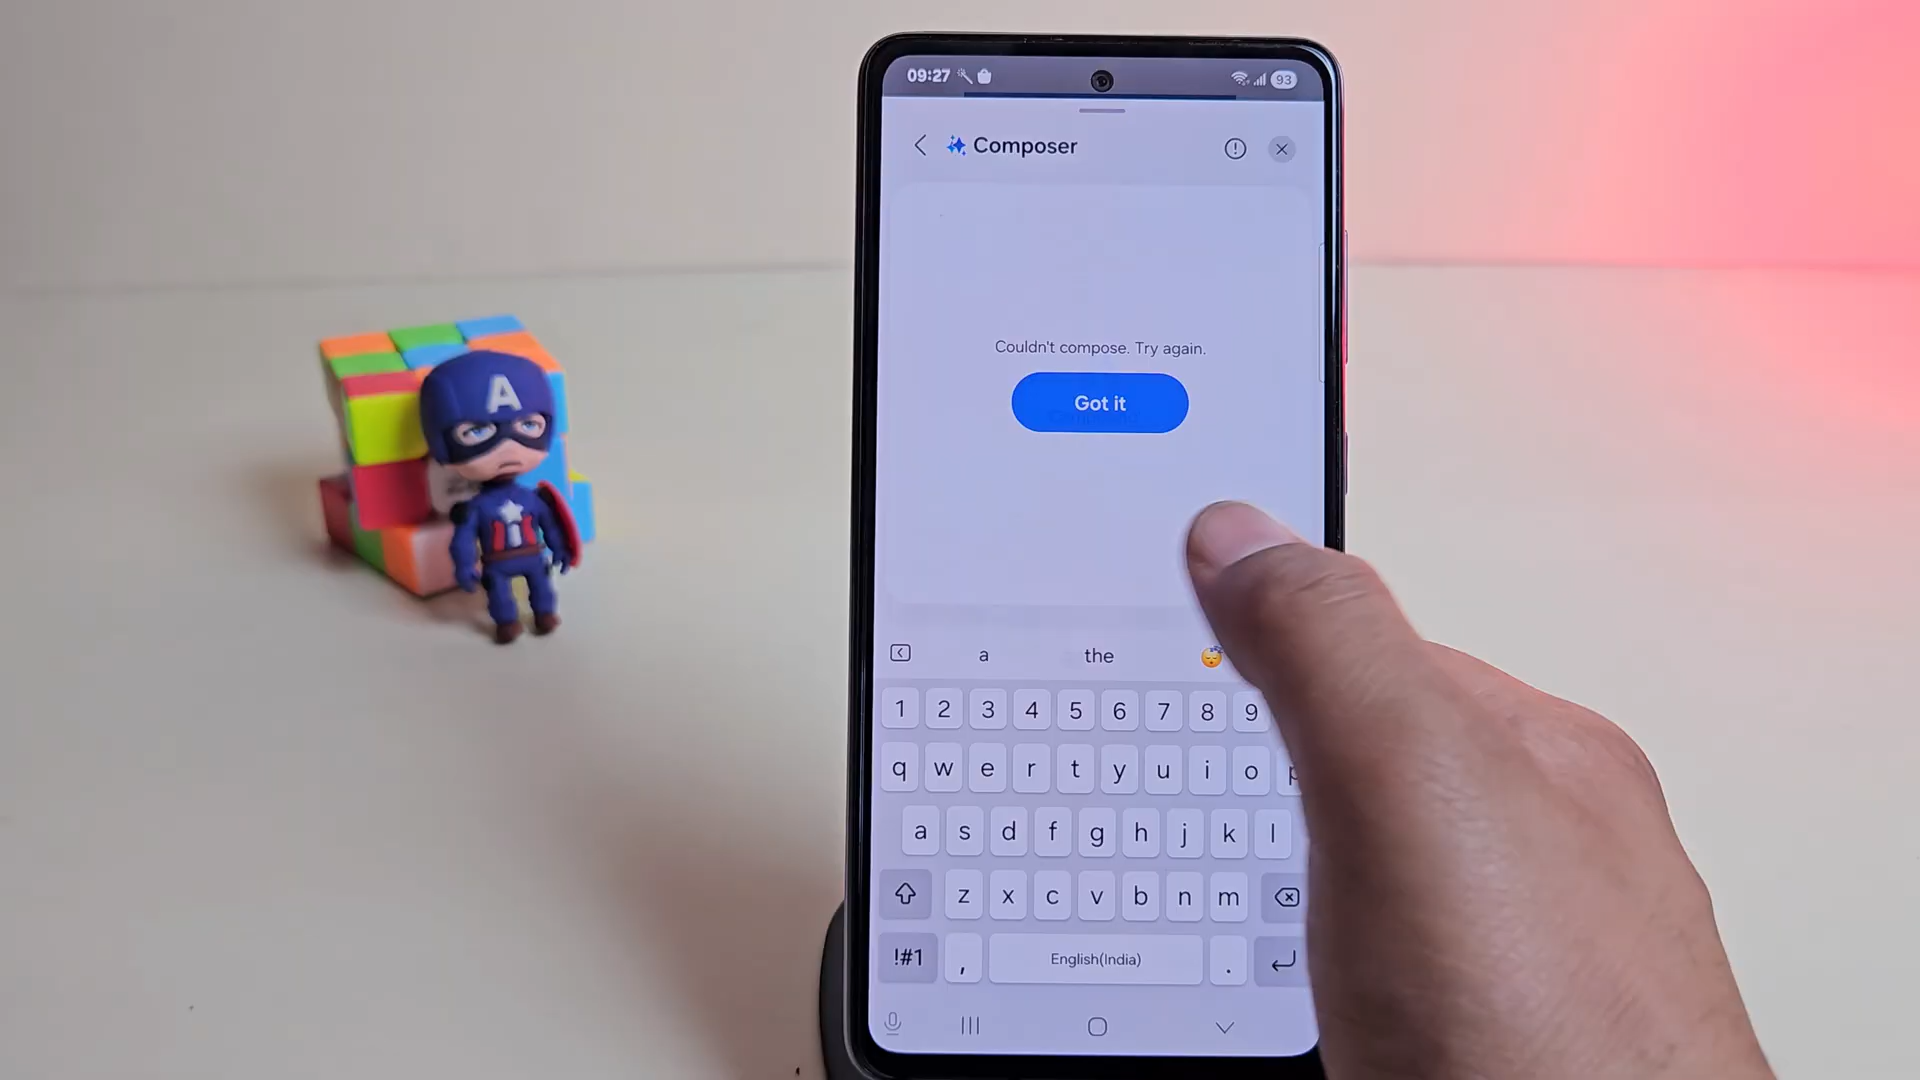 09:27
93
Composer
Couldn't compose. Try again.
Got it
a the
1 2 3 4 5 6 7 8 9
q w e r t y u i o p
a s d f g h j k l
z x c v b n m
!#1 , English(India) .
A